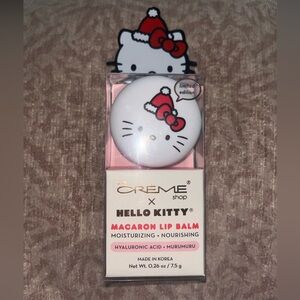 limited
edition!
THE
CREME
shop
×
HELLO KITTY®
MACARON LIP BALM
MOISTURIZING • NOURISHING
HYALURONIC ACID + MURUMURU
MADE IN KOREA
Net Wt. 0.26 oz / 7.5 g